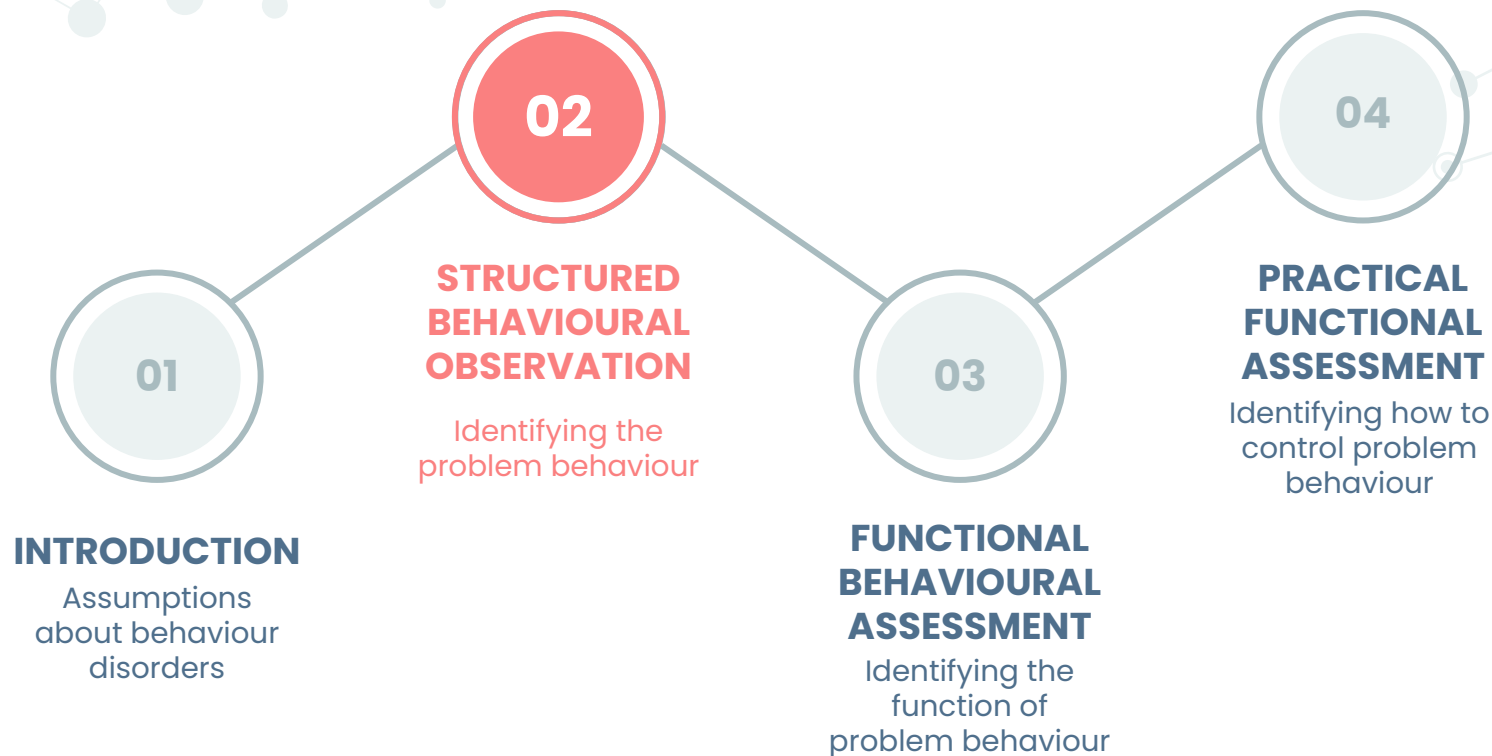 01
INTRODUCTION
Assumptions
about behaviour
disorders
02
STRUCTURED
BEHAVIOURAL
OBSERVATION
Identifying the
problem behaviour
03
FUNCTIONAL
BEHAVIOURAL
ASSESSMENT
Identifying the
function of
problem behaviour
04
PRACTICAL
FUNCTIONAL
ASSESSMENT
Identifying how to
control problem
behaviour